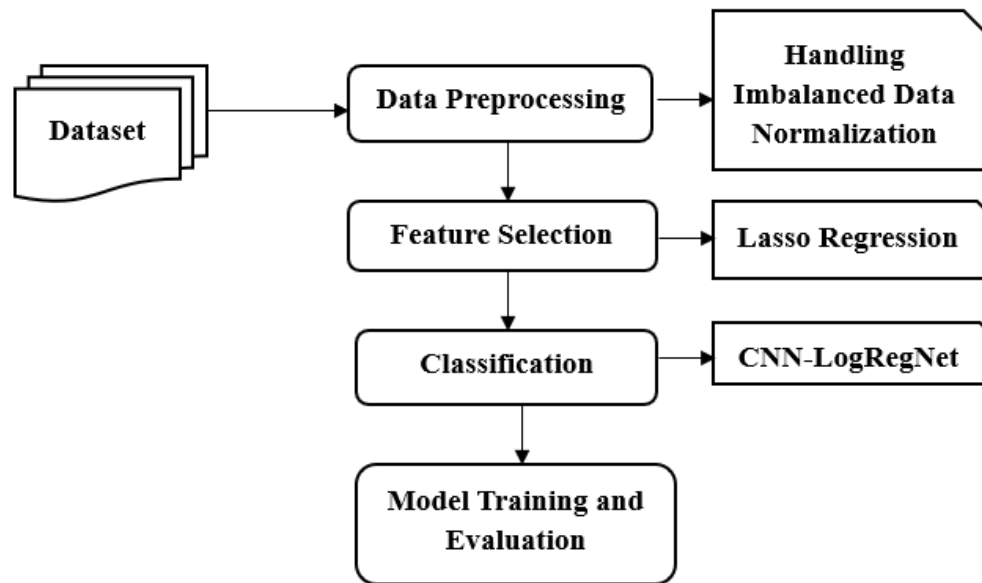 Dataset
Data Preprocessing
Handling
Imbalanced Data
Normalization
Feature Selection
Lasso Regression
Classification
CNN-LogRegNet
Model Training and
Evaluation